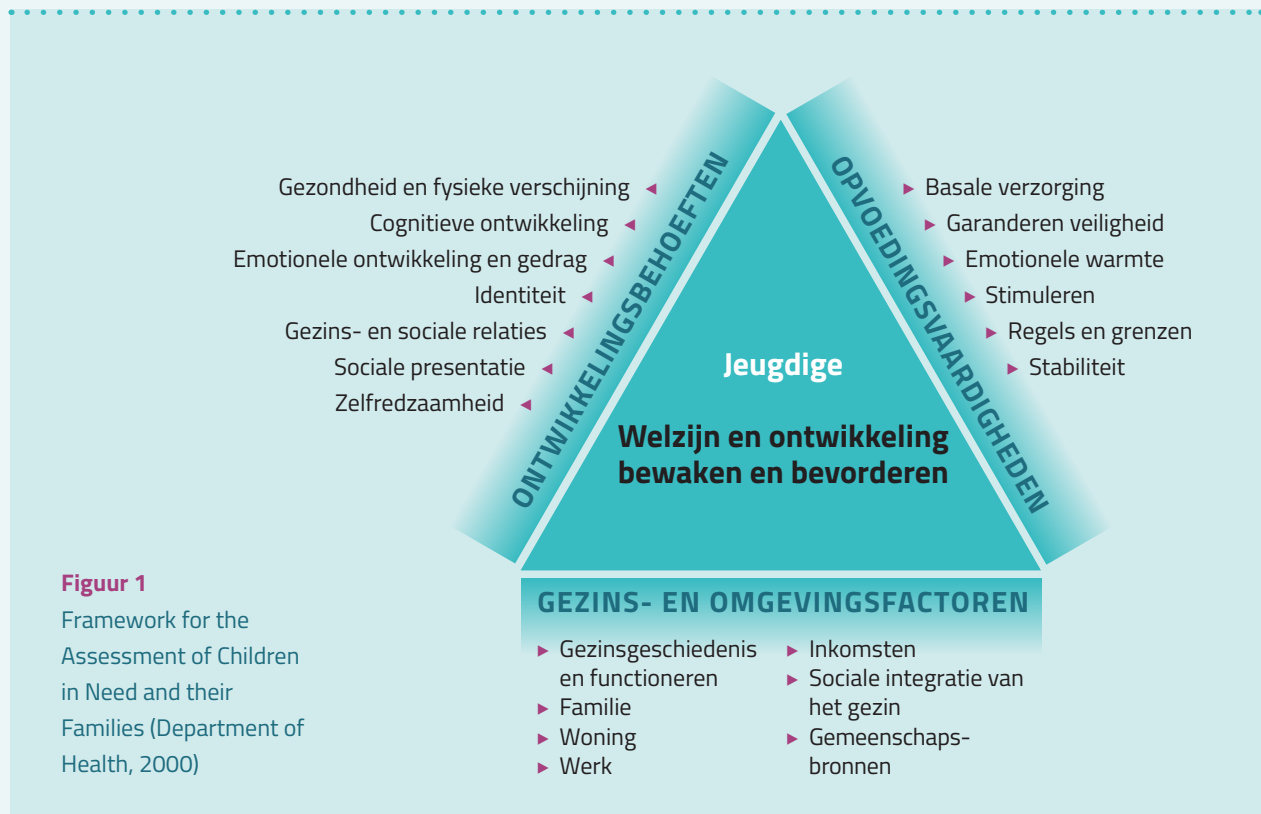 Gezondheid en fysieke verschijning ◄
Cognitieve ontwikkeling ◄
Emotionele ontwikkeling en gedrag ◄
Identiteit ◄
Gezins- en sociale relaties ◄
Sociale presentatie ◄
Zelfredzaamheid ◄
ONTWIKKELINGSBEHOEFTEN
OPVOEDINGSVAARDIGHEDEN
► Basale verzorging
► Garanderen veiligheid
► Emotionele warmte
► Stimuleren
► Regels en grenzen
► Stabiliteit
Jeugdige
Welzijn en ontwikkeling
bewaken en bevorderen
GEZINS- EN OMGEVINGSFACTOREN
► Gezinsgeschiedenis
en functioneren
► Familie
► Woning
► Werk
► Inkomsten
► Sociale integratie van
het gezin
► Gemeenschaps-
bronnen
Figuur 1
Framework for the
Assessment of Children
in Need and their
Families (Department of
Health, 2000)